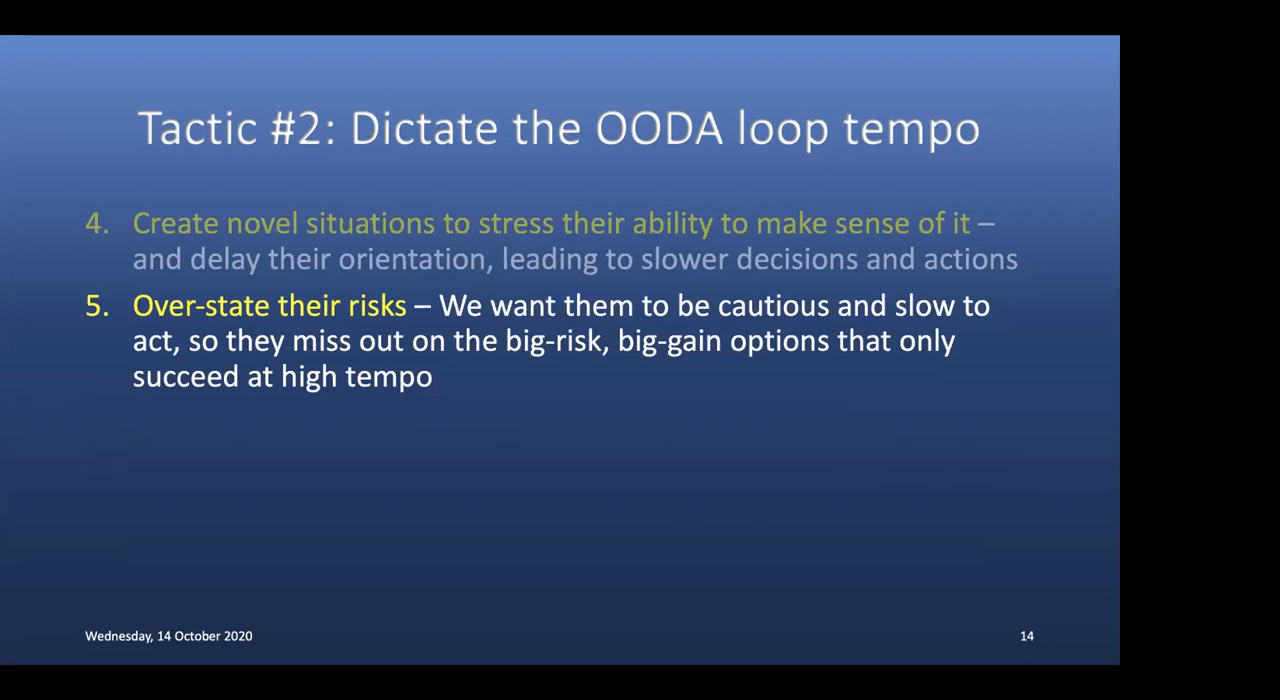 Tactic #2: Dictate the OODA loop tempo
4. Create novel situations to stress their ability to make sense of it –
and delay their orientation, leading to slower decisions and actions
5. Over-state their risks – We want them to be cautious and slow to
act, so they miss out on the big-risk, big-gain options that only
succeed at high tempo
Wednesday, 14 October 2020
14